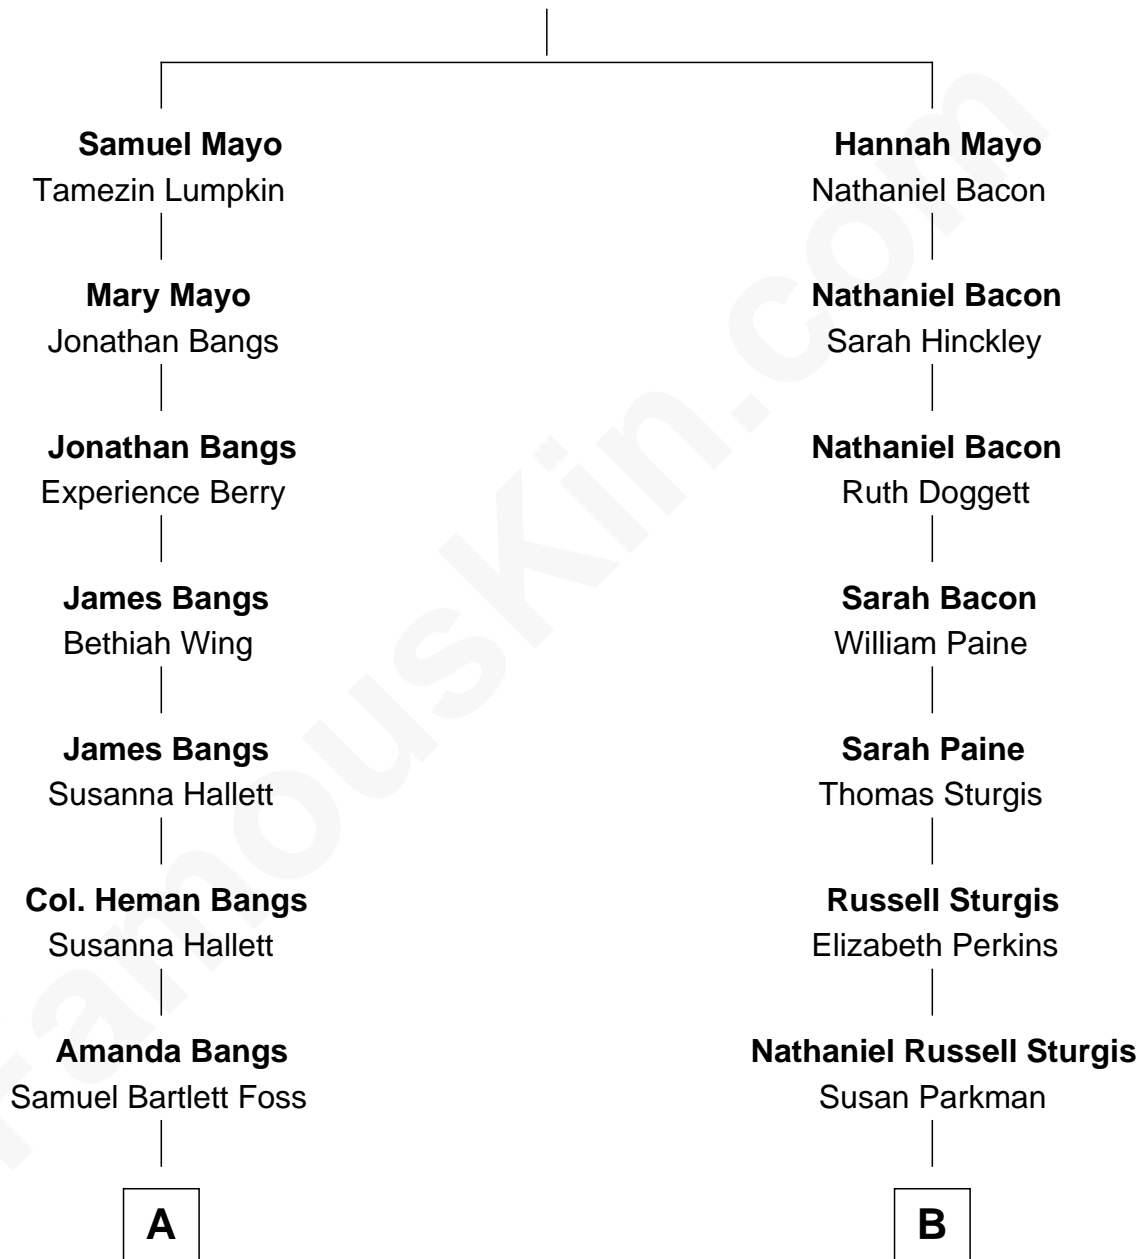 Samuel Mayo
Tamezin Lumpkin
Mary Mayo
Jonathan Bangs
Jonathan Bangs
Experience Berry
James Bangs
Bethiah Wing
James Bangs
Susanna Hallett
Col. Heman Bangs
Susanna Hallett
Amanda Bangs
Samuel Bartlett Foss
A
Hannah Mayo
Nathaniel Bacon
Nathaniel Bacon
Sarah Hinckley
Nathaniel Bacon
Ruth Doggett
Sarah Bacon
William Paine
Sarah Paine
Thomas Sturgis
Russell Sturgis
Elizabeth Perkins
Nathaniel Russell Sturgis
Susan Parkman
B
FamousKin.com